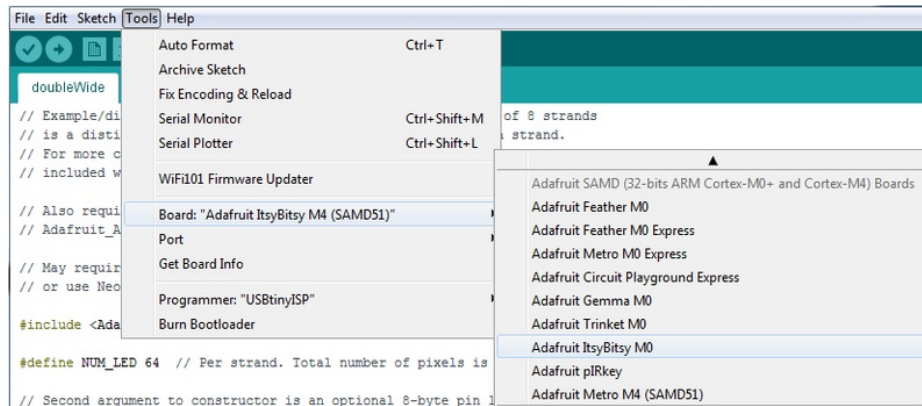 File Edit Sketch Tools Help
doubleWide
Auto Format Ctrl+T
Archive Sketch
Fix Encoding & Reload
Serial Monitor Ctrl+Shift+M
Serial Plotter Ctrl+Shift+L
WiFi101 Firmware Updater
Board: "Adafruit ItsyBitsy M4 (SAMD51)"
Port
Get Board Info
Programmer: "USBtinyISP"
Burn Bootloader
// Example/di of 8 strands
// is a disti strand.
// For more c
// included w
// Also requi
// Adafruit_A
// May requir
// or use Neo
#include <Ada
#define NUM_LED 64 // Per strand. Total number of pixels is
// Second argument to constructor is an optional 8-byte pin l
Adafruit SAMD (32-bits ARM Cortex-M0+ and Cortex-M4) Boards
Adafruit Feather M0
Adafruit Feather M0 Express
Adafruit Metro M0 Express
Adafruit Circuit Playground Express
Adafruit Gemma M0
Adafruit Trinket M0
Adafruit ItsyBitsy M0
Adafruit pIRkey
Adafruit Metro M4 (SAMD51)